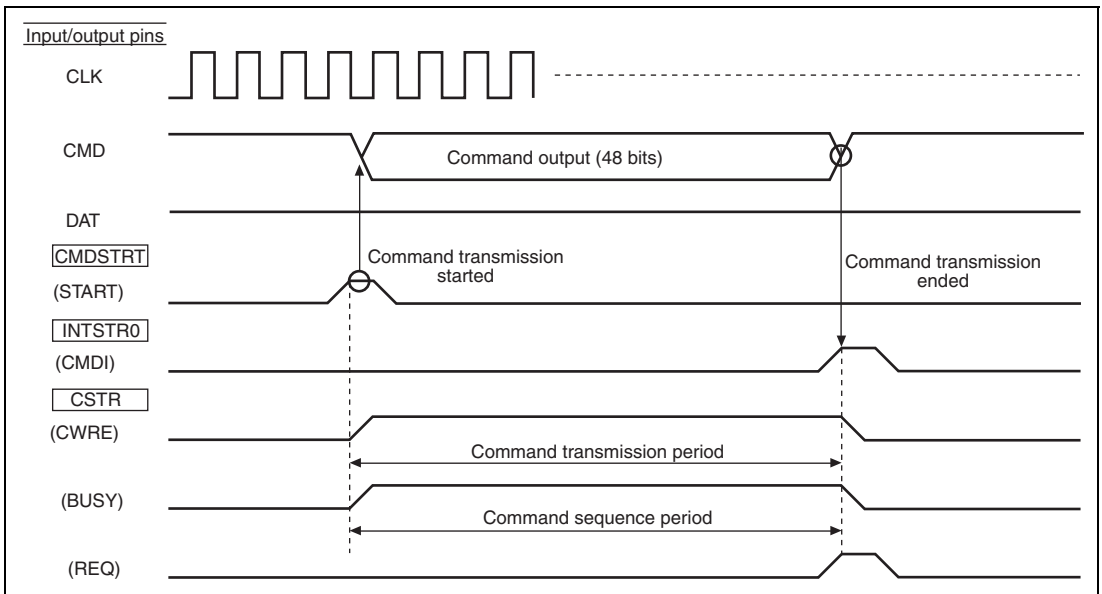 Input/output pins
CLK
CMD
Command output (48 bits)
DAT
CMDSTRT
(START)
Command transmission
started
Command transmission
ended
INTSTR0
(CMDI)
CSTR
(CWRE)
Command transmission period
(BUSY)
Command sequence period
(REQ)